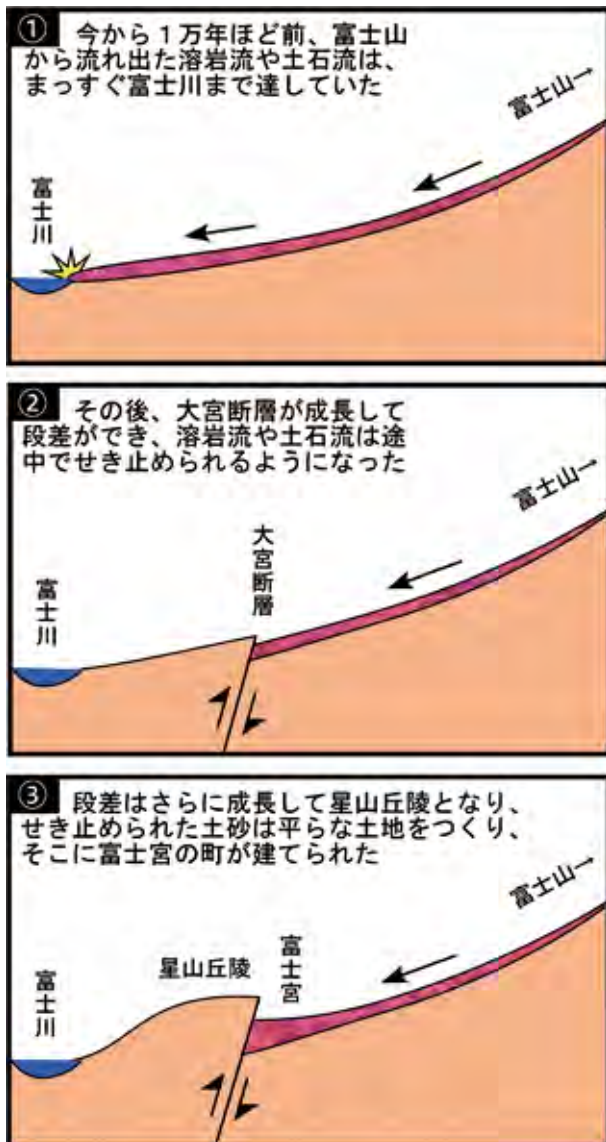 ① 今から1万年ほど前、富士山
から流れ出た溶岩流や土石流は、
まっすぐ富士川まで達していた
富士山→
富士川
② その後、大宮断層が成長して
段差ができ、溶岩流や土石流は途
中でせき止められるようになった
富士山→
大宮断層
富士川
③ 段差はさらに成長して星山丘陵となり、
せき止められた土砂は平らな土地をつくり、
そこに富士宮の町が建てられた
富士山→
富士宮
星山丘陵
富士川